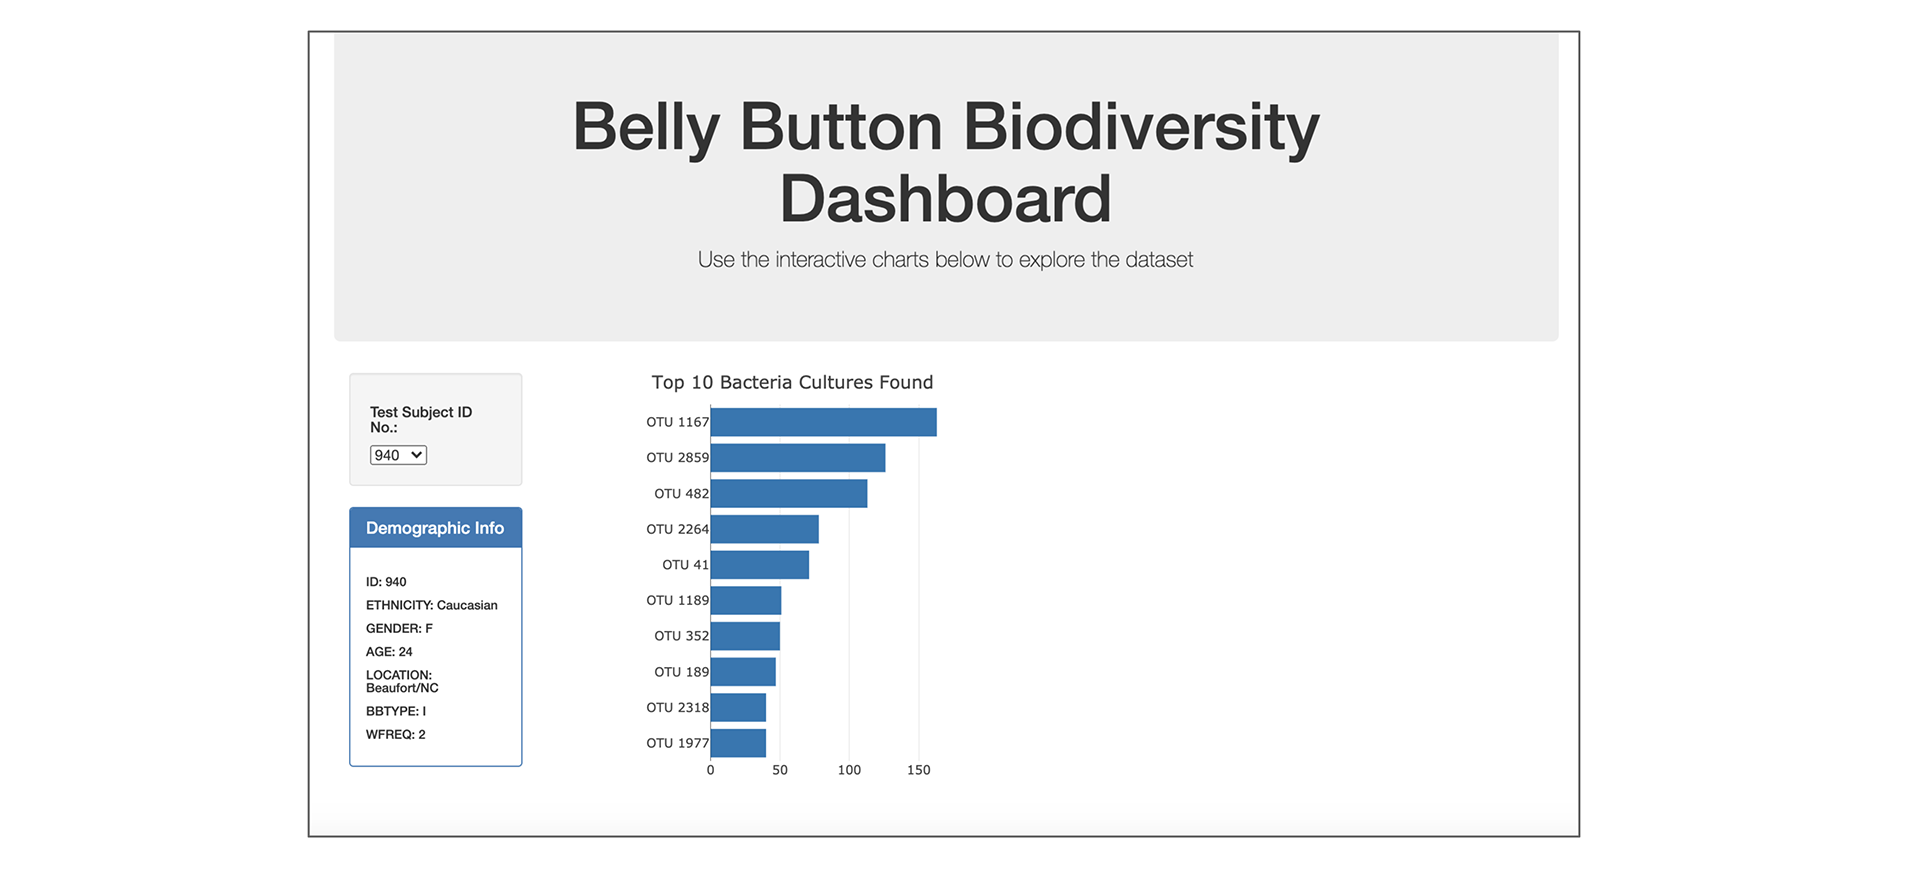 Belly Button Biodiversity
Dashboard
Use the interactive charts below to explore the dataset
Test Subject ID
No.:
940
Demographic Info
ID: 940
ETHNICITY: Caucasian
GENDER: F
AGE: 24
LOCATION:
Beaufort/NC
BBTYPE: I
WFREQ: 2
Top 10 Bacteria Cultures Found
OTU 1167
OTU 2859
OTU 482
OTU 2264
OTU 41
OTU 1189
OTU 352
OTU 189
OTU 2318
OTU 1977
0 50 100 150